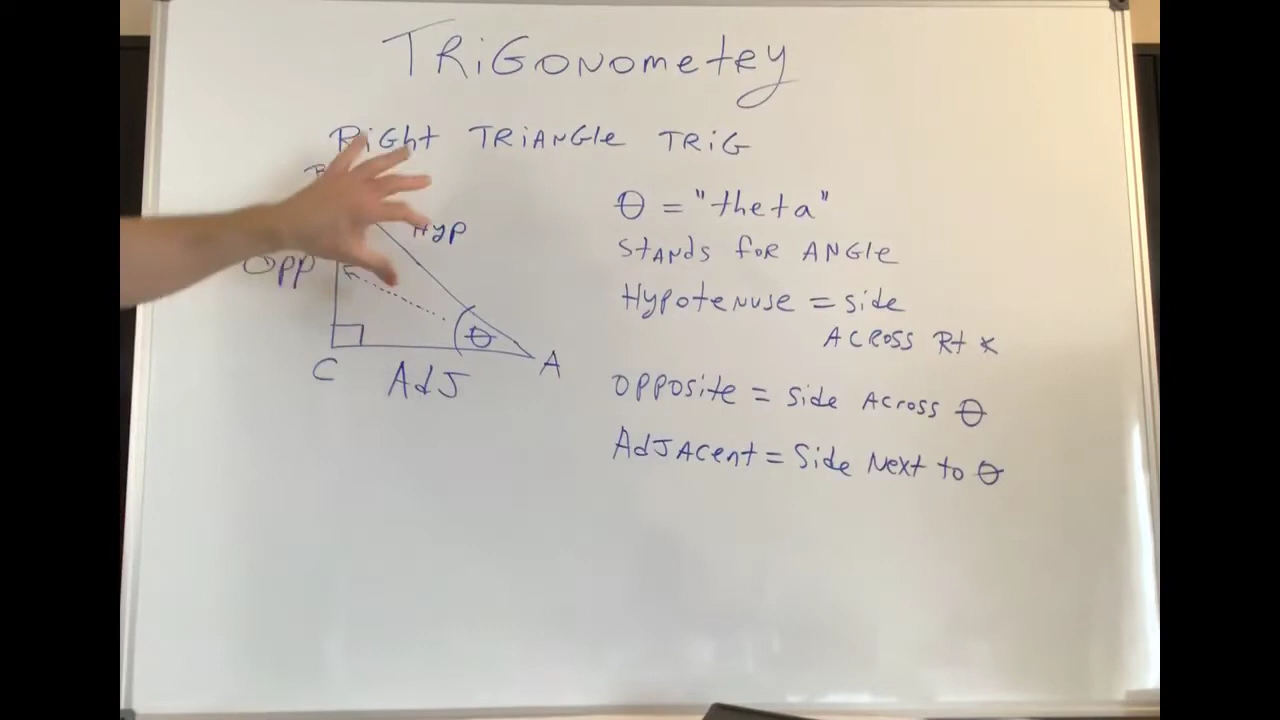 TRiGONOmetRy
RiGht TRiANGle TRiG
B
Hyp
Opp
θ
C
AdJ
A
θ = "theta"
StANds foR ANGle
HypoteNuse = side
ACROSS Rt ∡
Opposite = side Across θ
AdJAcent = Side Next to θ